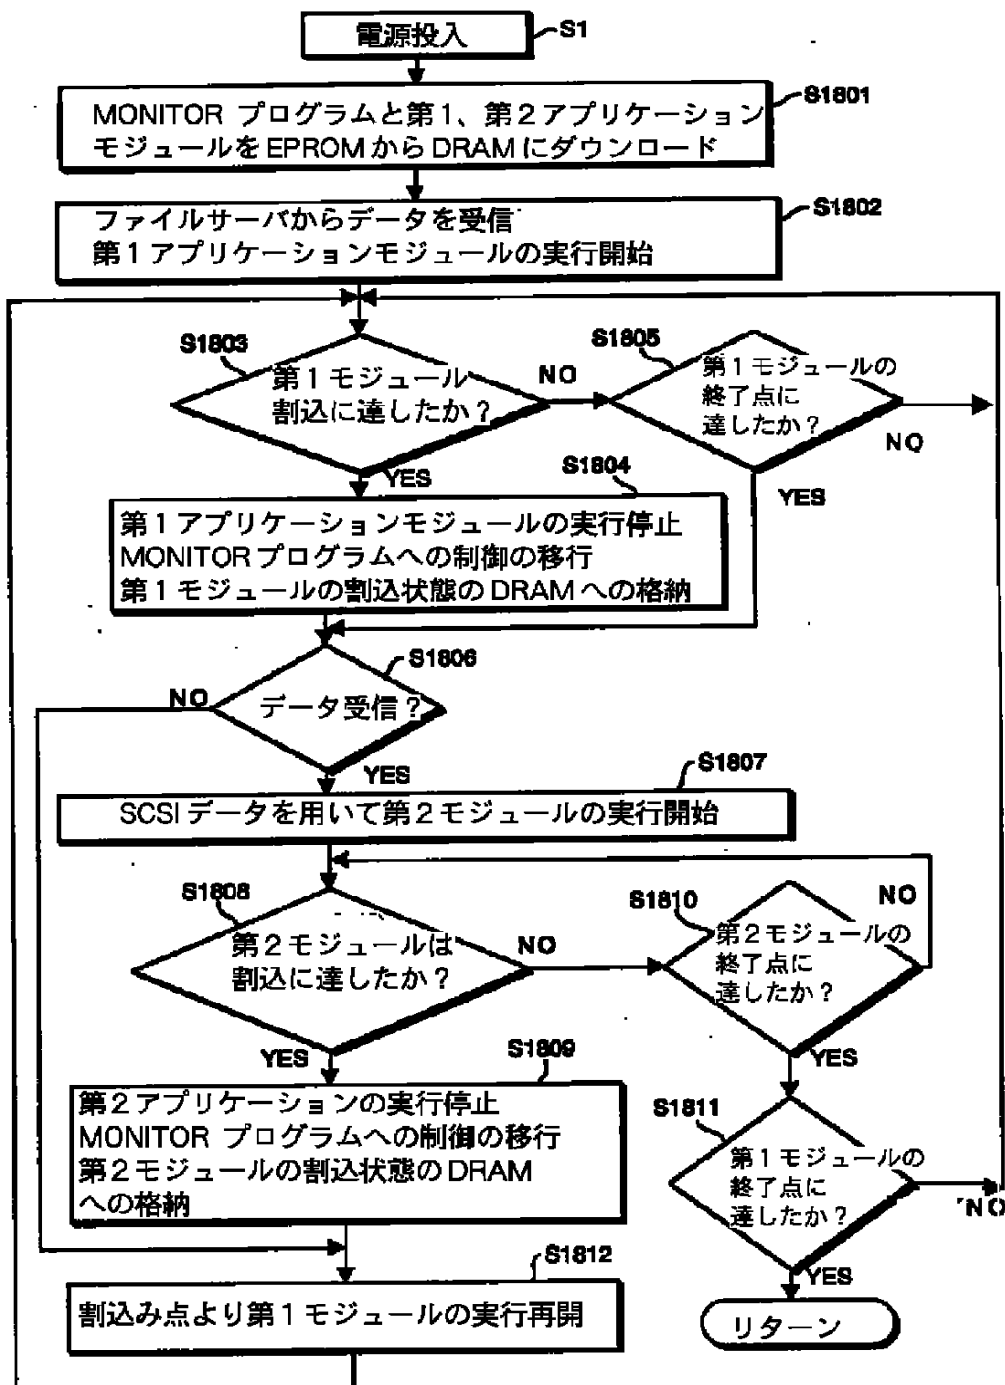 電源投入
S1
MONITOR プログラムと第1、第2アプリケーション
モジュールをEPROMからDRAMにダウンロード
S1801
ファイルサーバからデータを受信
第1アプリケーションモジュールの実行開始
S1802
S1803
第1モジュール
割込に達したか?
NO
YES
S1805
第1モジュールの
終了点に
達したか?
NO
YES
S1804
第1アプリケーションモジュールの実行停止
MONITORプログラムへの制御の移行
第1モジュールの割込状態のDRAMへの格納
S1806
データ受信?
NO
YES
S1807
SCSIデータを用いて第2モジュールの実行開始
S1808
第2モジュールは
割込に達したか?
NO
YES
S1810
第2モジュールの
終了点に
達したか?
NO
YES
S1809
第2アプリケーションの実行停止
MONITOR プログラムへの制御の移行
第2モジュールの割込状態のDRAM
への格納
S1811
第1モジュールの
終了点に
達したか?
NO
YES
S1812
割込み点より第1モジュールの実行再開
リターン